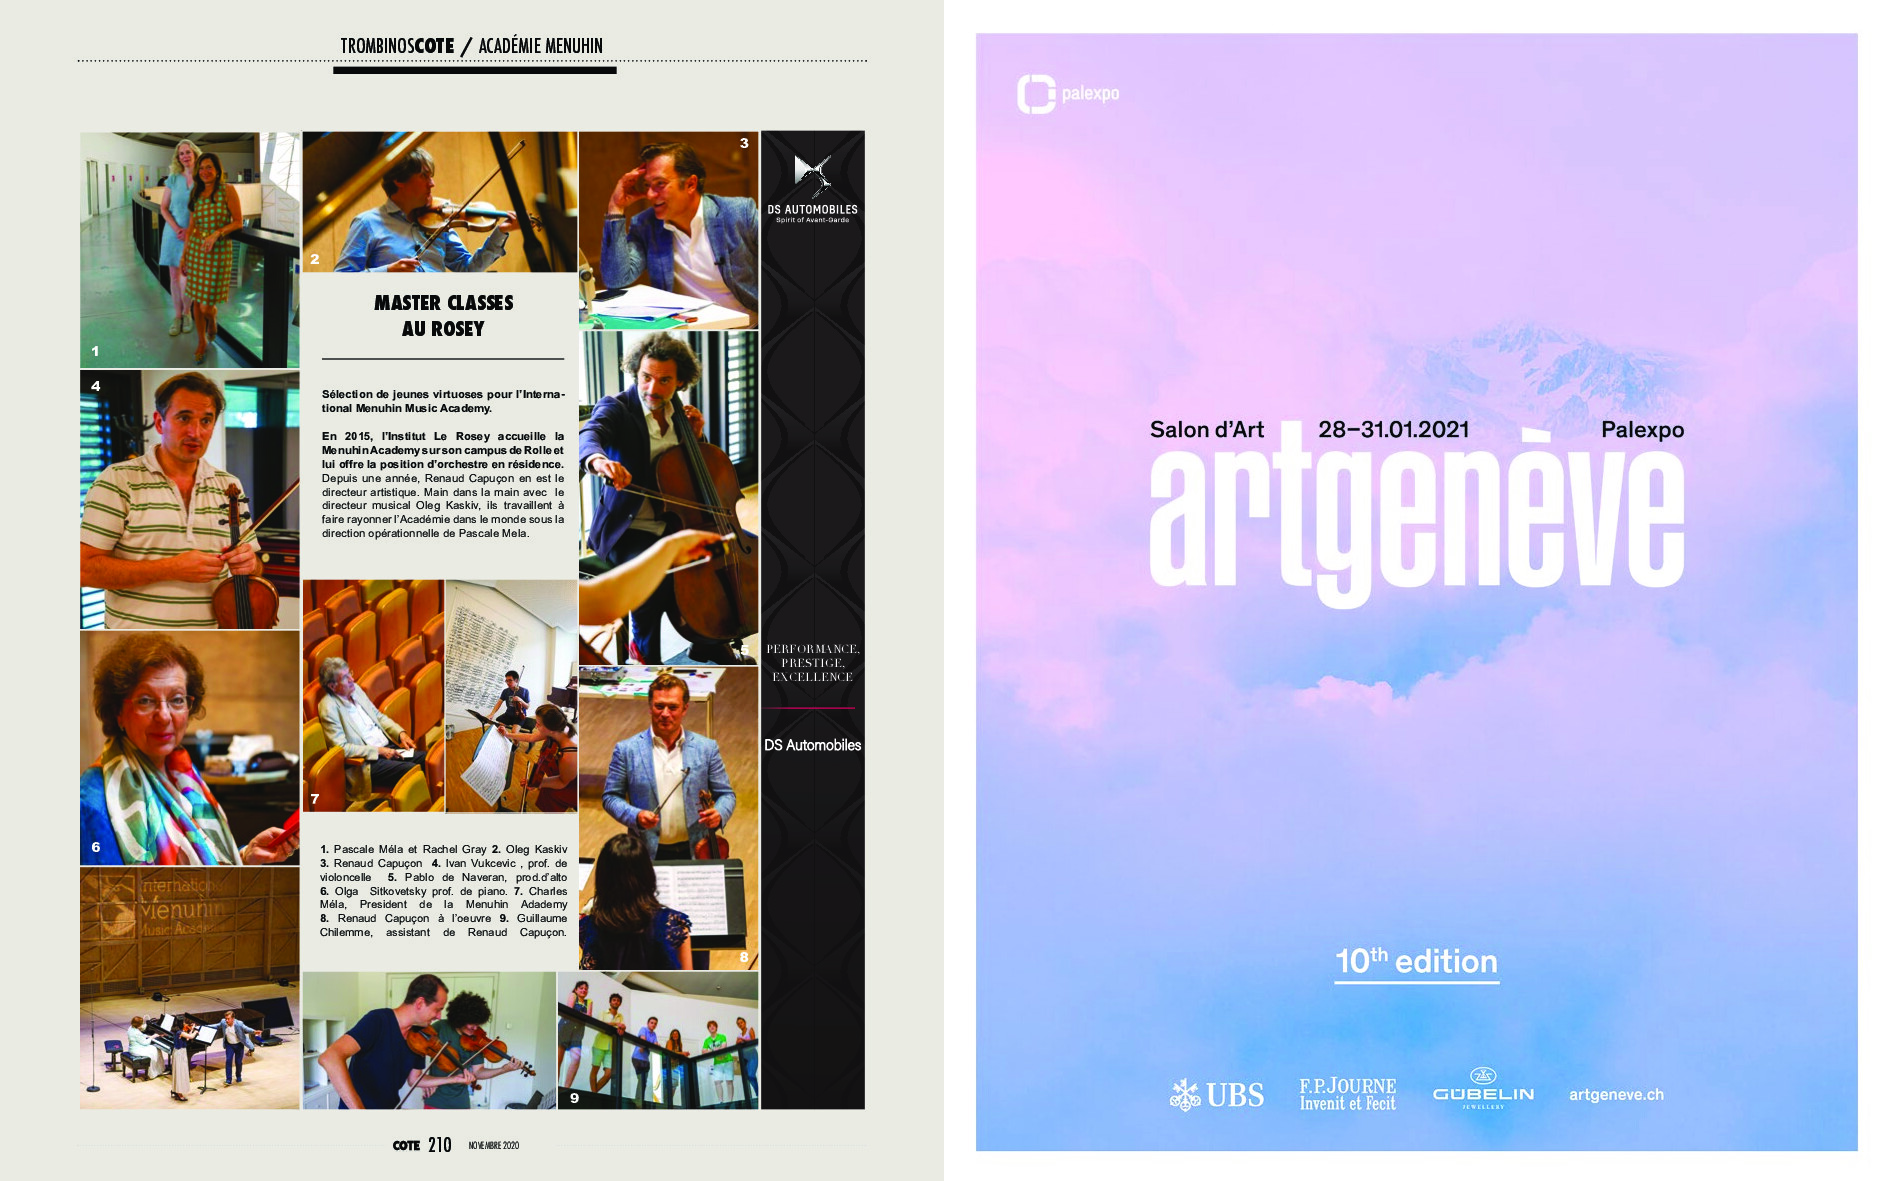 TROMBINOSCOTE / ACADÉMIE MENUHIN
1
2
3
DS AUTOMOBILES
Spirit of Avant-Garde
MASTER CLASSES
AU ROSEY
Sélection de jeunes virtuoses pour l'Interna-
tional Menuhin Music Academy.
En 2015, l'Institut Le Rosey accueille la
Menuhin Academy sur son campus de Rolle et
lui offre la position d'orchestre en résidence.
Depuis une année, Renaud Capuçon en est le
directeur artistique. Main dans la main avec le
directeur musical Oleg Kaskiv, ils travaillent à
faire rayonner l'Académie dans le monde sous la
direction opérationnelle de Pascale Mela.
4
5
PERFORMANCE,
PRESTIGE,
EXCELLENCE
DS Automobiles
6
7
1. Pascale Méla et Rachel Gray 2. Oleg Kaskiv
3. Renaud Capuçon 4. Ivan Vukcevic , prof. de
violoncelle 5. Pablo de Naveran, prod.d'alto
6. Olga Sitkovetsky prof. de piano. 7. Charles
Méla, President de la Menuhin Adademy
8. Renaud Capuçon à l'oeuvre 9. Guillaume
Chilemme, assistant de Renaud Capuçon.
8
International
Menuhin
Music Academy
9
COTE 210 NOVEMBRE 2020
palexpo
Salon d'Art 28–31.01.2021 Palexpo
artgenève
10th edition
UBS
F.P.JOURNE
Invenit et Fecit
GÜBELIN
JEWELLERY
artgeneve.ch